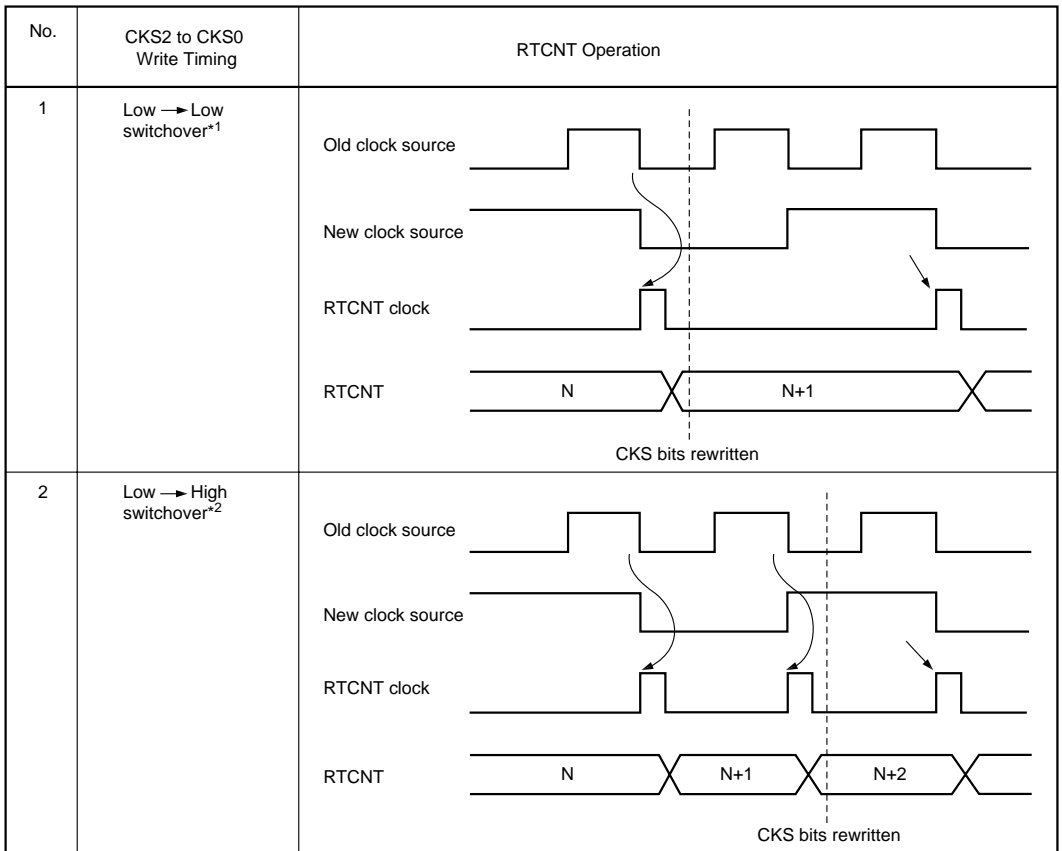 No.
CKS2 to CKS0
Write Timing
RTCNT Operation
1
Low → Low
switchover*1
Old clock source
New clock source
RTCNT clock
RTCNT
N
N+1
CKS bits rewritten
2
Low → High
switchover*2
Old clock source
New clock source
RTCNT clock
RTCNT
N
N+1
N+2
CKS bits rewritten